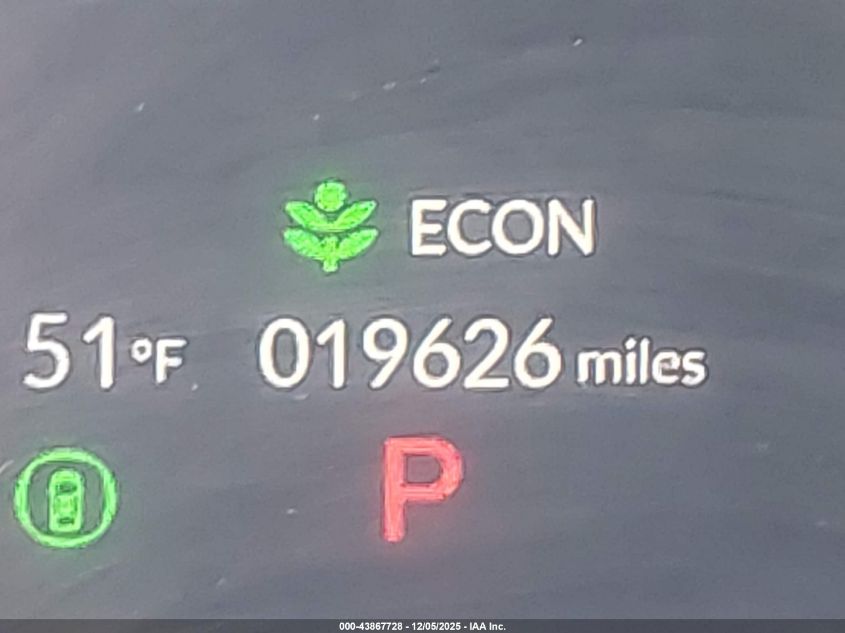 ECON
51°F 019626 miles
P
000-43867728 - 12/05/2025 - IAA Inc.